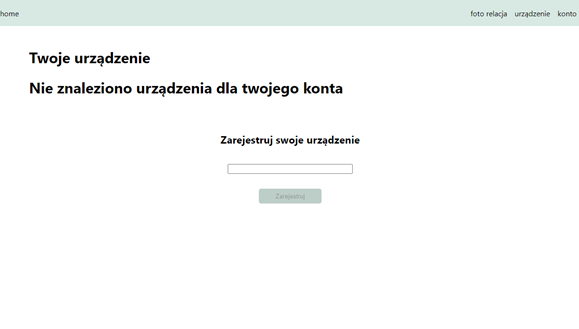 home foto relacja urządzenie konto
Twoje urządzenie
Nie znaleziono urządzenia dla twojego konta
Zarejestruj swoje urządzenie
Zarejestruj